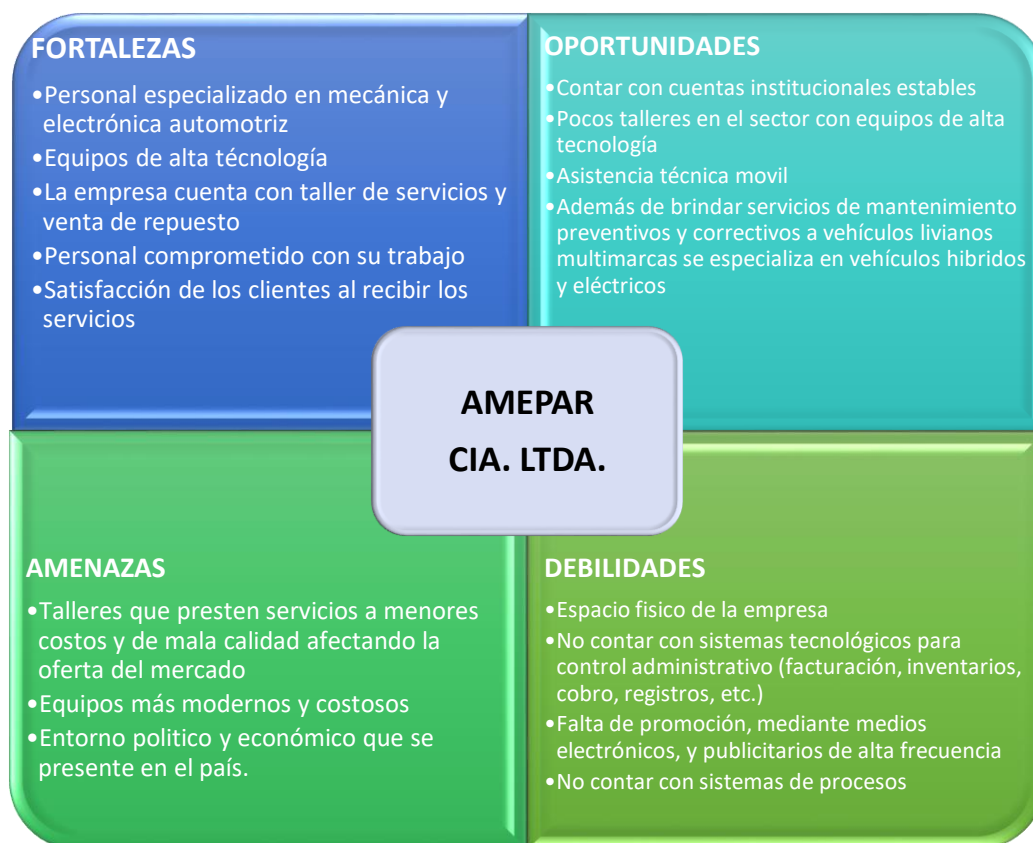 FORTALEZAS
•Personal especializado en mecánica y
electrónica automotriz
•Equipos de alta técnología
•La empresa cuenta con taller de servicios y
venta de repuesto
•Personal comprometido con su trabajo
•Satisfacción de los clientes al recibir los
servicios
OPORTUNIDADES
•Contar con cuentas institucionales estables
•Pocos talleres en el sector con equipos de alta
tecnología
•Asistencia técnica movil
•Además de brindar servicios de mantenimiento
preventivos y correctivos a vehículos livianos
multimarcas se especializa en vehículos hibridos
y eléctricos
AMEPAR
CIA. LTDA.
AMENAZAS
•Talleres que presten servicios a menores
costos y de mala calidad afectando la
oferta del mercado
•Equipos más modernos y costosos
•Entorno politico y económico que se
presente en el país.
DEBILIDADES
•Espacio fisico de la empresa
•No contar con sistemas tecnológicos para
control administrativo (facturación, inventarios,
cobro, registros, etc.)
•Falta de promoción, mediante medios
electrónicos, y publicitarios de alta frecuencia
•No contar con sistemas de procesos